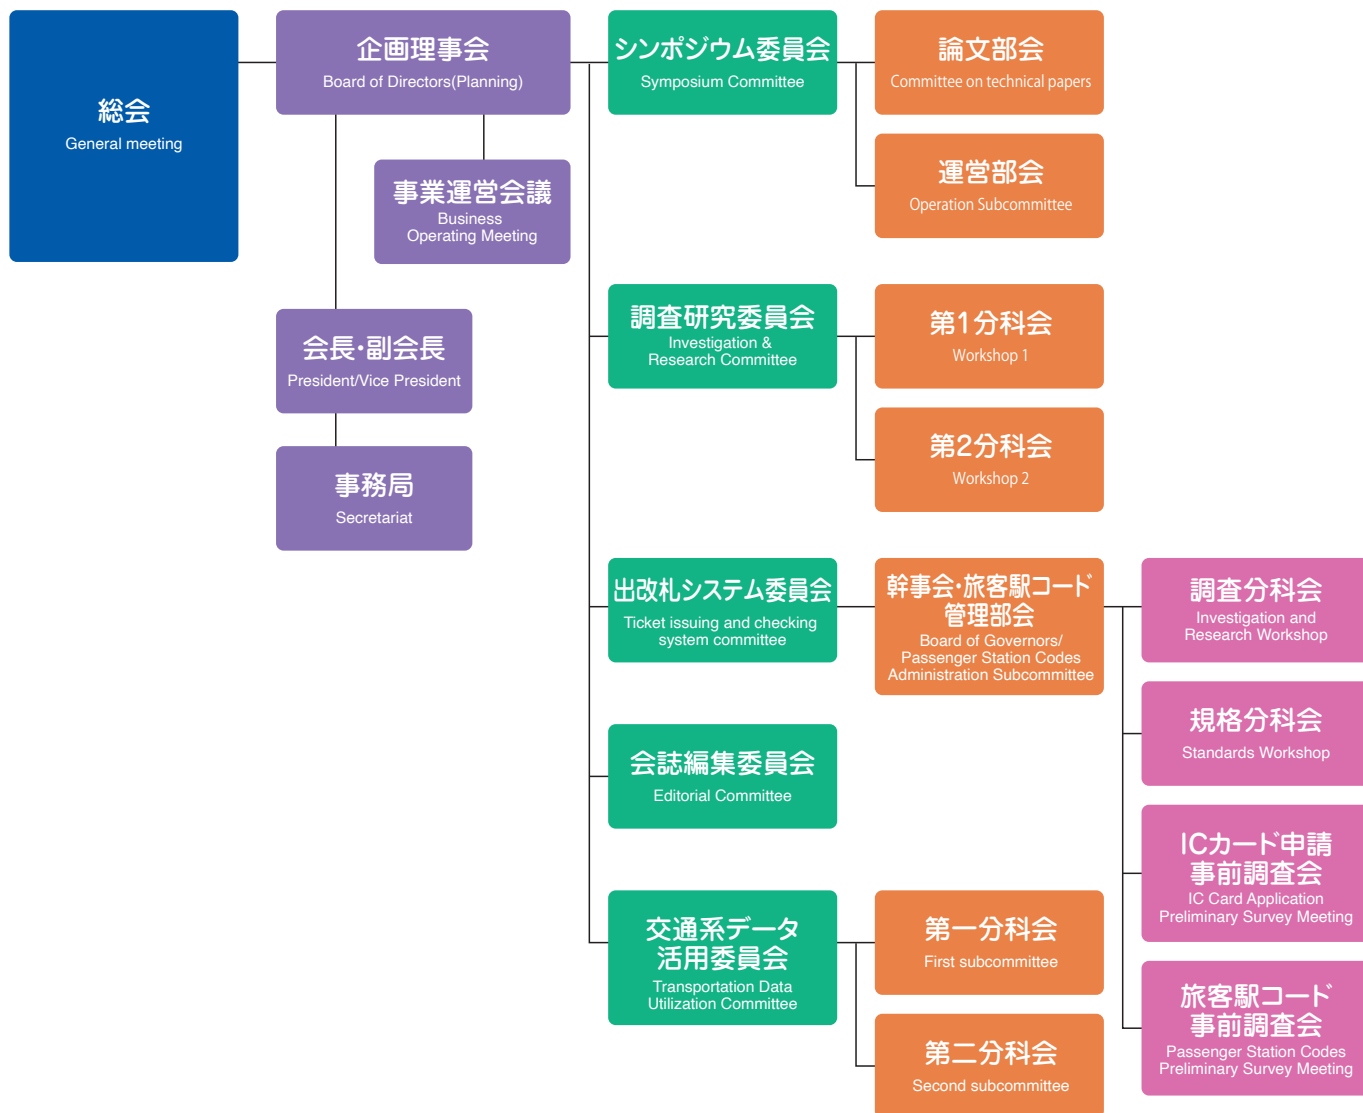 総会
General meeting
企画理事会
Board of Directors(Planning)
事業運営会議
Business
Operating Meeting
会長・副会長
President/Vice President
事務局
Secretariat
シンポジウム委員会
Symposium Committee
論文部会
Committee on technical papers
運営部会
Operation Subcommittee
調査研究委員会
Investigation &
Research Committee
第1分科会
Workshop 1
第2分科会
Workshop 2
出改札システム委員会
Ticket issuing and checking
system committee
幹事会・旅客駅コード
管理部会
Board of Governors/
Passenger Station Codes
Administration Subcommittee
調査分科会
Investigation and
Research Workshop
規格分科会
Standards Workshop
ICカード申請
事前調査会
IC Card Application
Preliminary Survey Meeting
旅客駅コード
事前調査会
Passenger Station Codes
Preliminary Survey Meeting
会誌編集委員会
Editorial Committee
交通系データ
活用委員会
Transportation Data
Utilization Committee
第一分科会
First subcommittee
第二分科会
Second subcommittee